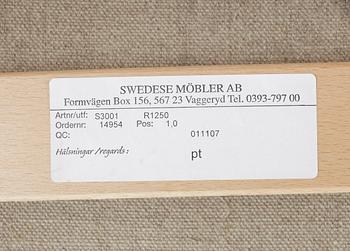 SWEDESE MÖBLER AB
Formvägen Box 156, 567 23 Vaggeryd Tel. 0393-797 00
Artnr/utf: S3001 R1250
Ordernr: 14954 Pos: 1,0
QC: 011107
Hälsningar /regards : pt